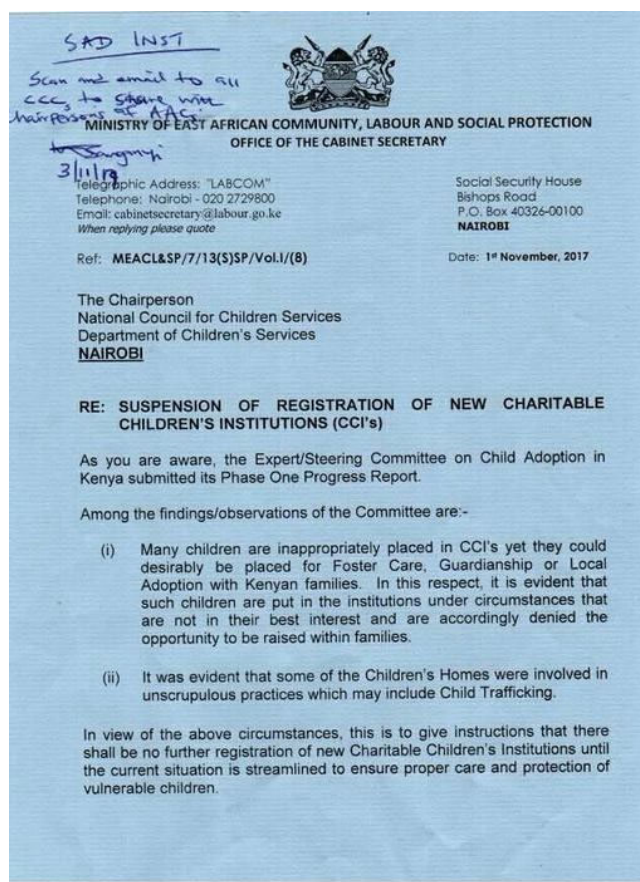 SAD INST
Scan and email to all
CCC, to share with
chairpersons of AACs.
3/11/17
MINISTRY OF EAST AFRICAN COMMUNITY, LABOUR AND SOCIAL PROTECTION
OFFICE OF THE CABINET SECRETARY
Telegraphic Address: "LABCOM"
Telephone: Nairobi - 020 2729800
Email: cabinetsecretary@labour.go.ke
When replying please quote
Social Security House
Bishops Road
P.O. Box 40326-00100
NAIROBI
Ref: MEACL&SP/7/13(S)SP/Vol.I/(8)
Date: 1st November, 2017
The Chairperson
National Council for Children Services
Department of Children's Services
NAIROBI
RE: SUSPENSION OF REGISTRATION OF NEW CHARITABLE
CHILDREN'S INSTITUTIONS (CCI's)
As you are aware, the Expert/Steering Committee on Child Adoption in
Kenya submitted its Phase One Progress Report.
Among the findings/observations of the Committee are:-
(i) Many children are inappropriately placed in CCI's yet they could
desirably be placed for Foster Care, Guardianship or Local
Adoption with Kenyan families. In this respect, it is evident that
such children are put in the institutions under circumstances that
are not in their best interest and are accordingly denied the
opportunity to be raised within families.
(ii) It was evident that some of the Children's Homes were involved in
unscrupulous practices which may include Child Trafficking.
In view of the above circumstances, this is to give instructions that there
shall be no further registration of new Charitable Children's Institutions until
the current situation is streamlined to ensure proper care and protection of
vulnerable children.